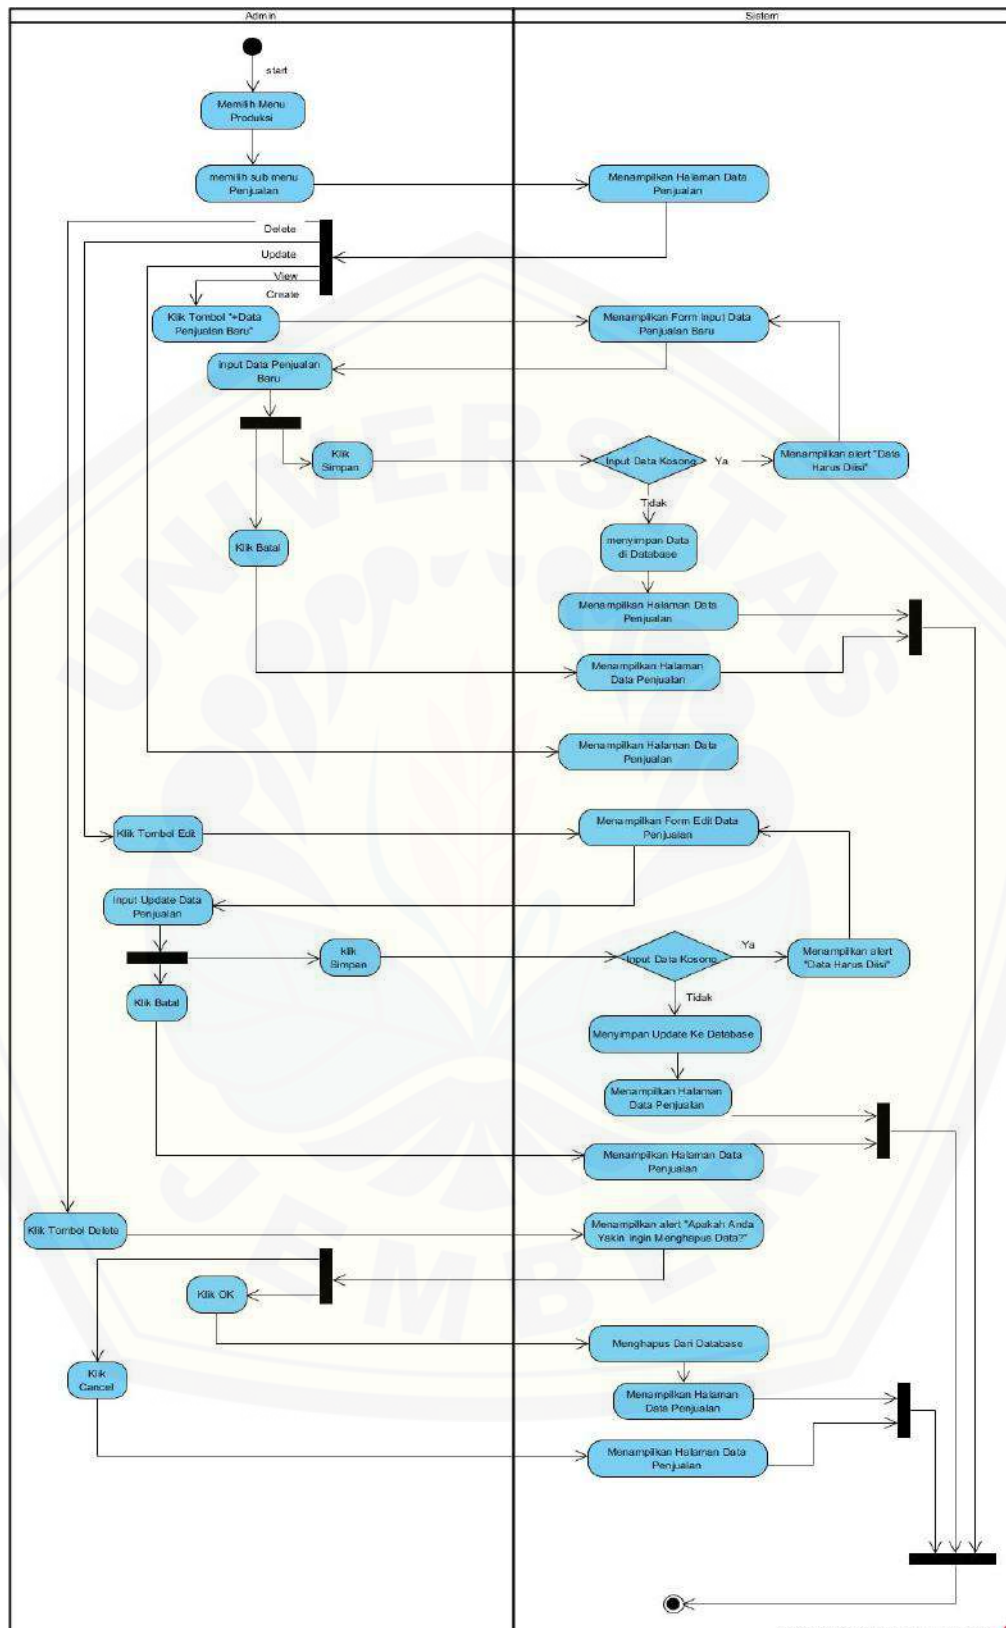 Admin
Sistem
start
Memilih Menu
Produksi
memilih sub menu
Penjualan
Menampilkan Halaman Data
Penjualan
Delete
Update
View
Create
Klik Tombol "+Data
Penjualan Baru"
Menampilkan Form Input Data
Penjualan Baru
input Data Penjualan
Baru
Klik
Simpan
Input Data Kosong
Ya
Menampilkan alert "Data
Harus Diisi"
Tidak
Klik Batal
menyimpan Data
di Database
Menampilkan Halaman Data
Penjualan
Menampilkan Halaman
Data Penjualan
Menampilkan Halaman Data
Penjualan
Klik Tombol Edit
Menampilkan Form Edit Data
Penjualan
Input Update Data
Penjualan
klik
Simpan
Input Data Kosong
Ya
Menampilkan alert
"Data Harus Diisi"
Tidak
Klik Batal
Menyimpan Update Ke Database
Menampilkan Halaman
Data Penjualan
Menampilkan Halaman Data
Penjualan
Klik Tombol Delete
Menampilkan alert "Apakah Anda
Yakin Ingin Menghapus Data?"
Klik OK
Menghapus Dari Database
Klik
Cancel
Menampilkan Halaman
Data Penjualan
Menampilkan Halaman Data
Penjualan
UNIVERSITAS
JEMBER